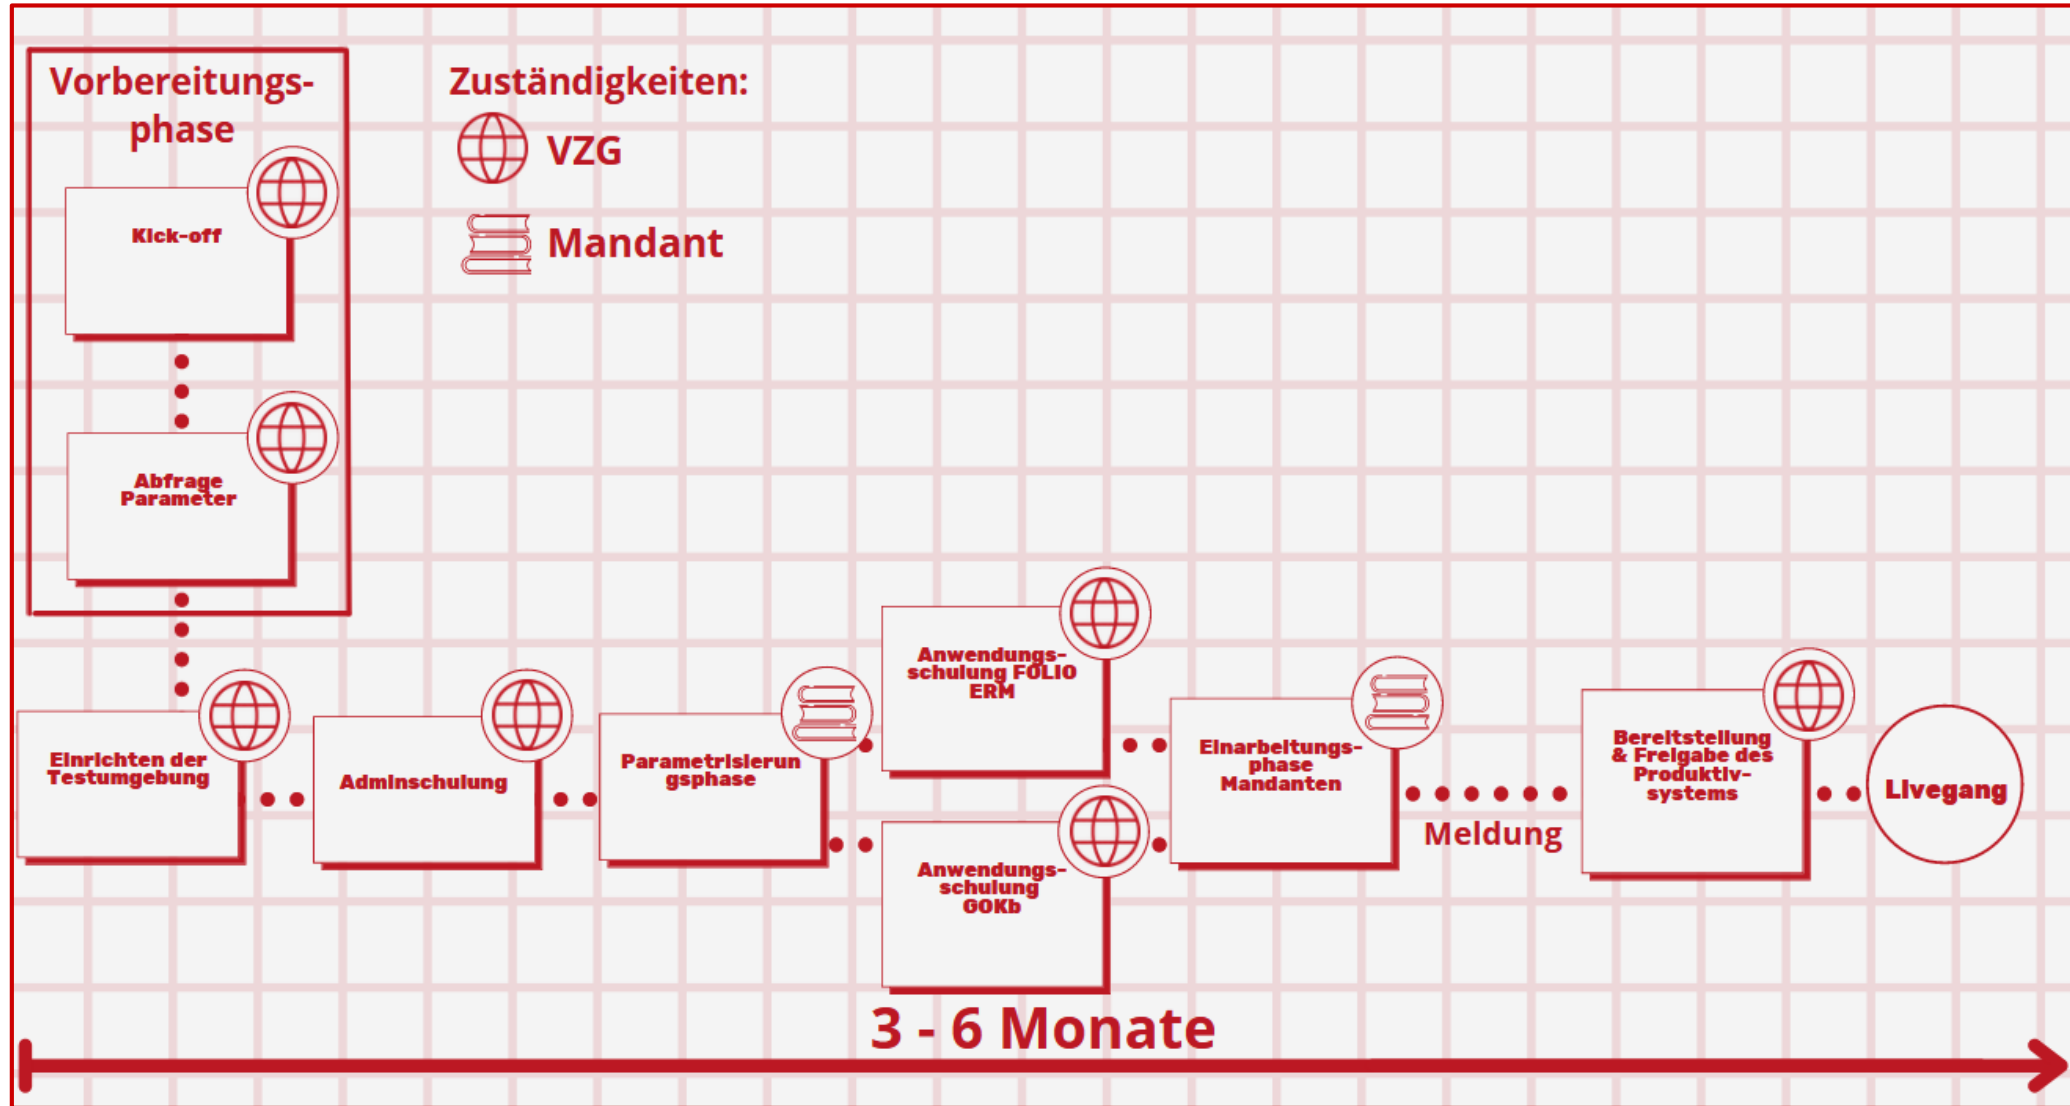 Vorbereitungs-
phase
Kick-off
Abfrage
Parameter
Zuständigkeiten:
VZG
Mandant
Einrichten der
Testumgebung
Adminschulung
Parametrisierun
gsphase
Anwendungs-
schulung FOLIO
ERM
Anwendungs-
schulung
GOKb
Einarbeitungs-
phase
Mandanten
Meldung
Bereitstellung
& Freigabe des
Produktiv-
systems
Livegang
3 - 6 Monate